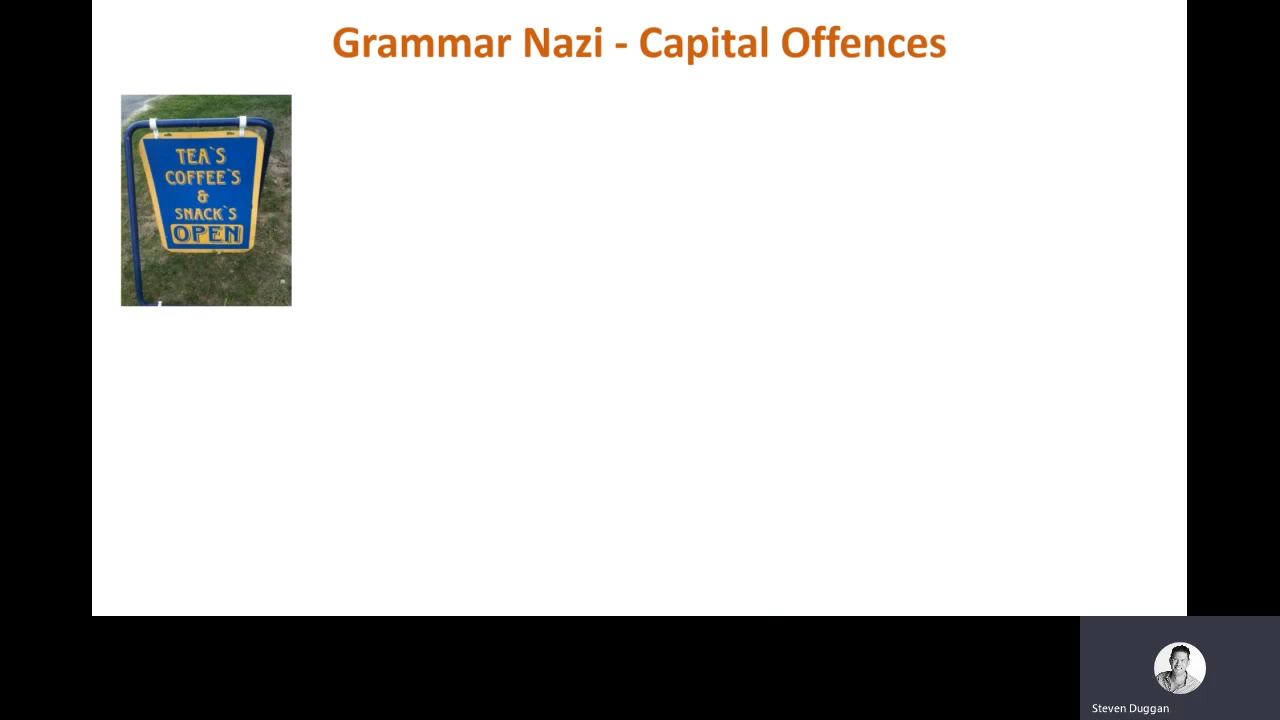 Grammar Nazi - Capital Offences
TEA`S
COFFEE`S
&
SNACK`S
OPEN
Steven Duggan